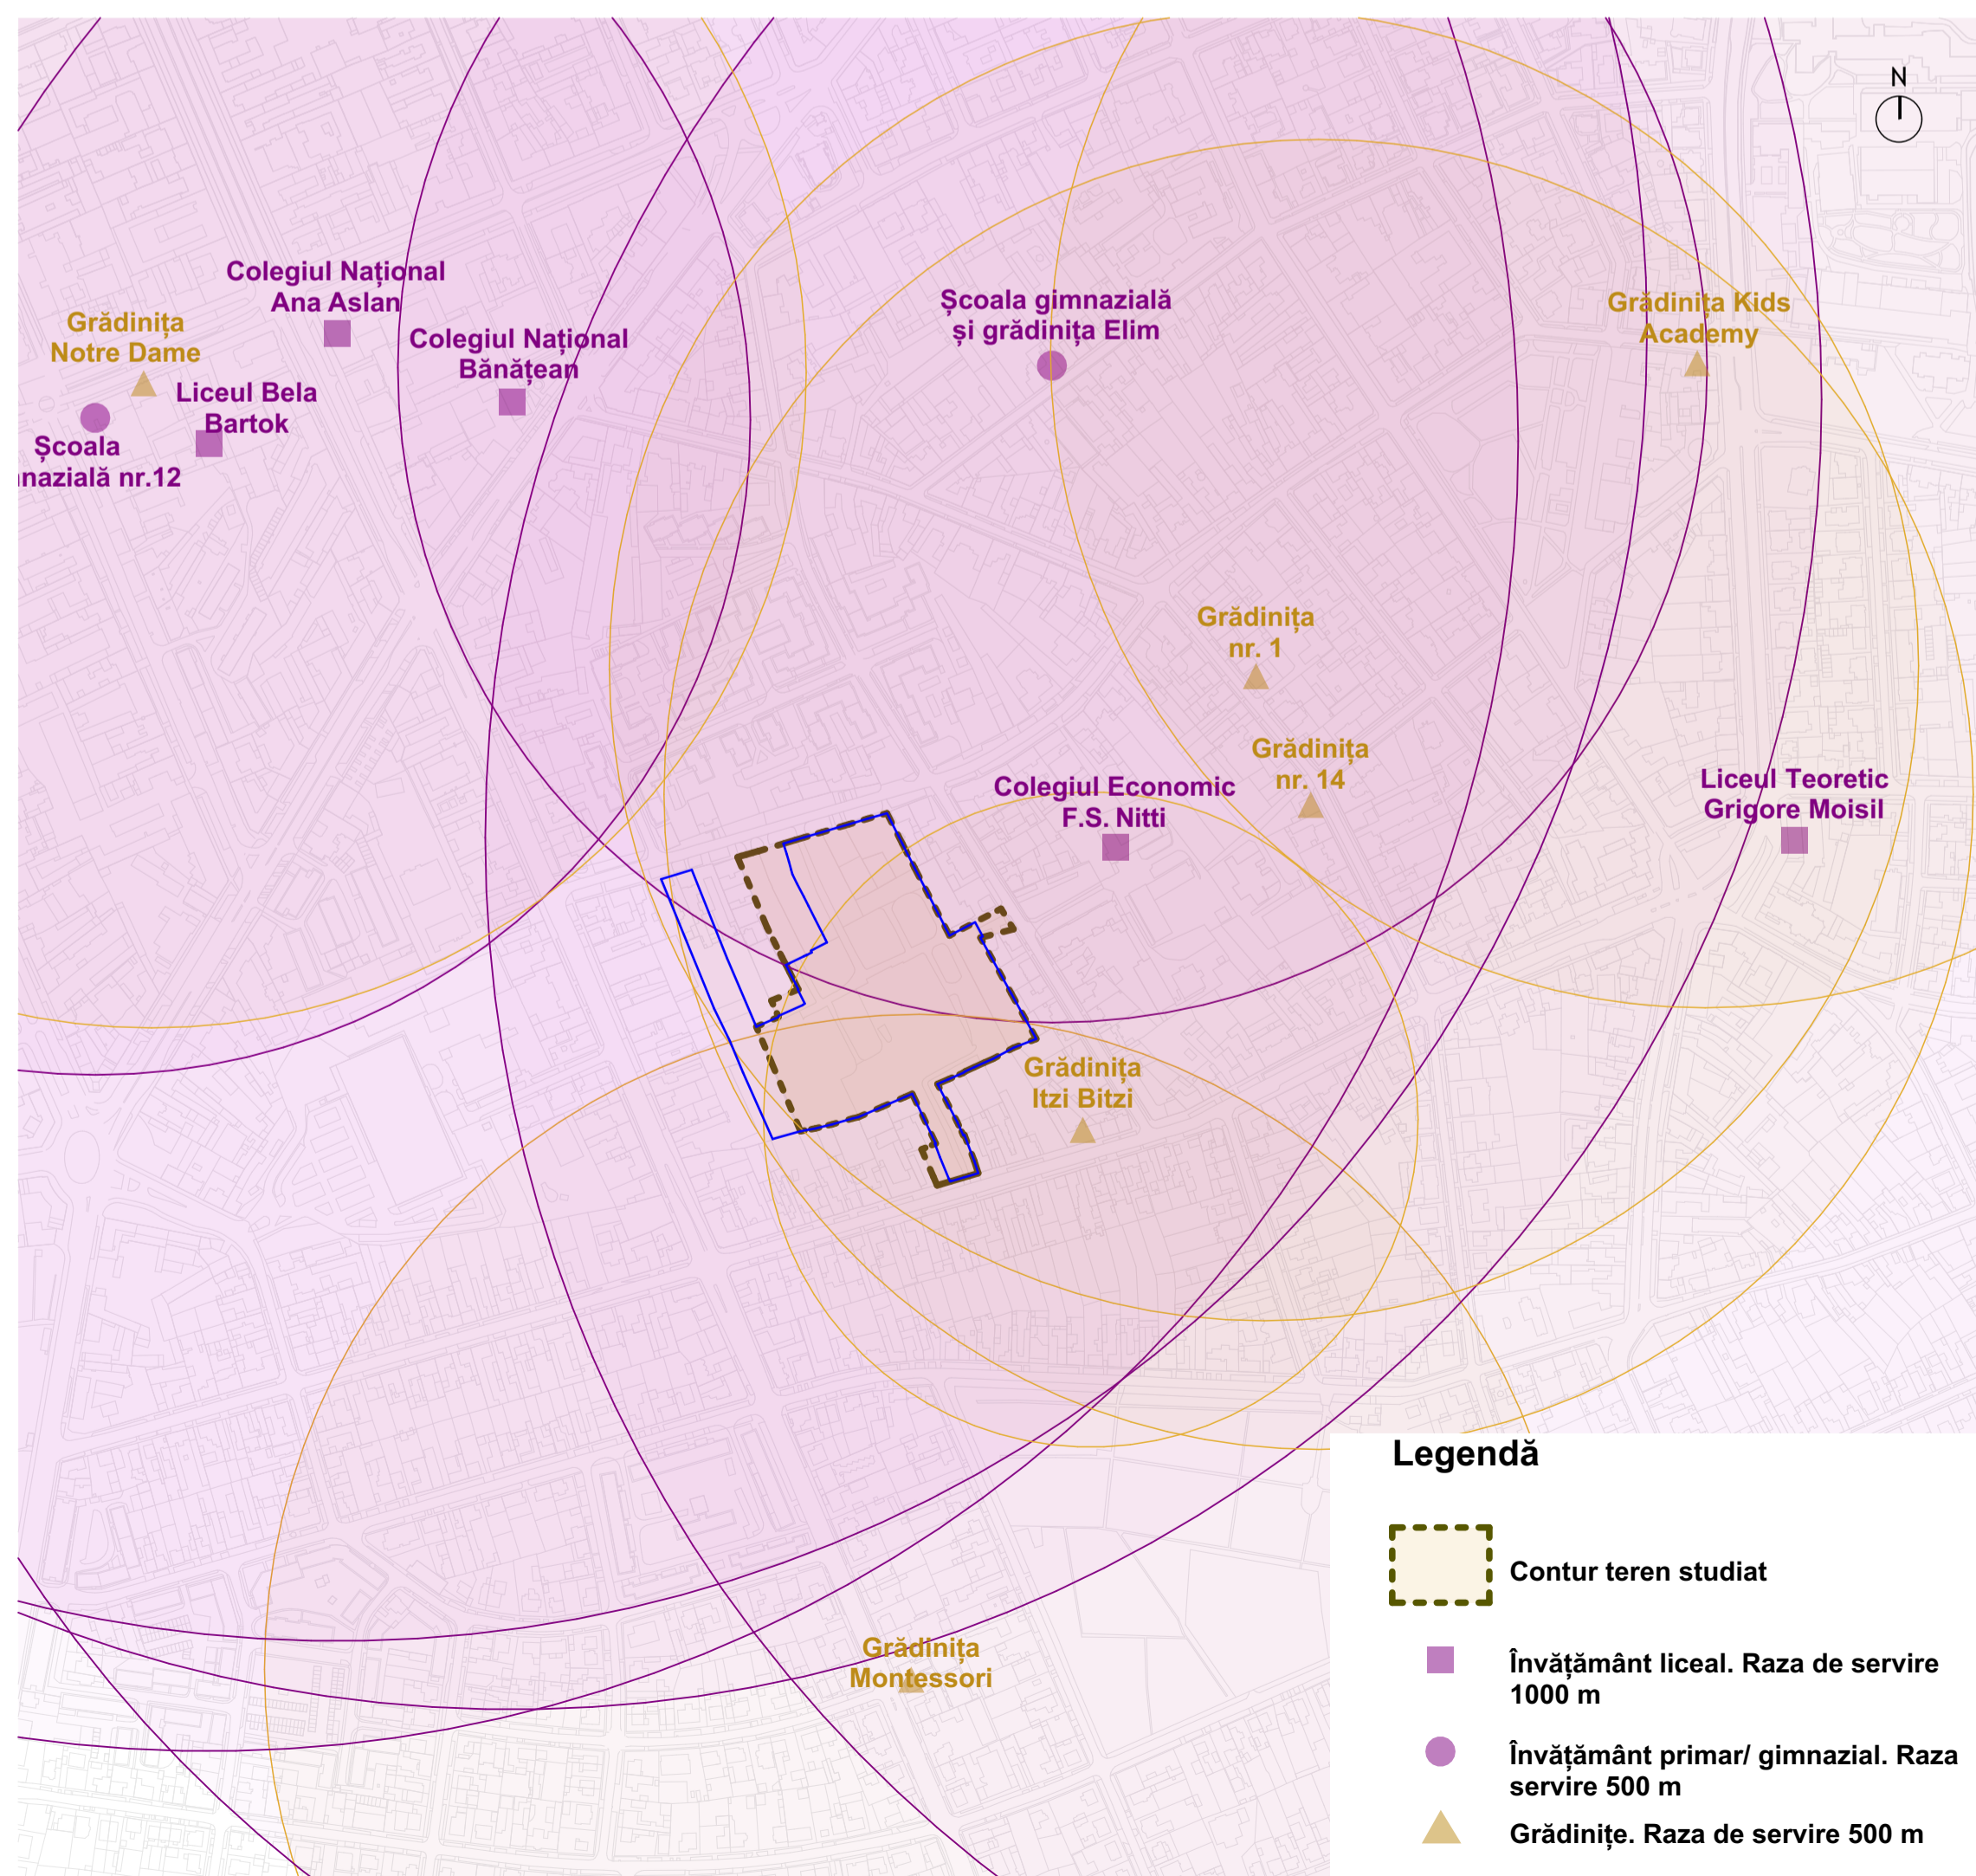 N
Colegiul Național
Ana Aslan
Grădinița
Notre Dame
Colegiul Național
Bănățean
Liceul Bela
Bartok
Școala
nazială nr.12
Școala gimnazială
și grădinița Elim
Grădinița Kids
Academy
Grădinița
nr. 1
Grădinița
nr. 14
Colegiul Economic
F.S. Nitti
Liceul Teoretic
Grigore Moisil
Grădinița
Itzi Bitzi
Grădinița
Montessori
Legendă
Contur teren studiat
Învățământ liceal. Raza de servire
1000 m
Învățământ primar/ gimnazial. Raza
servire 500 m
Grădinițe. Raza de servire 500 m